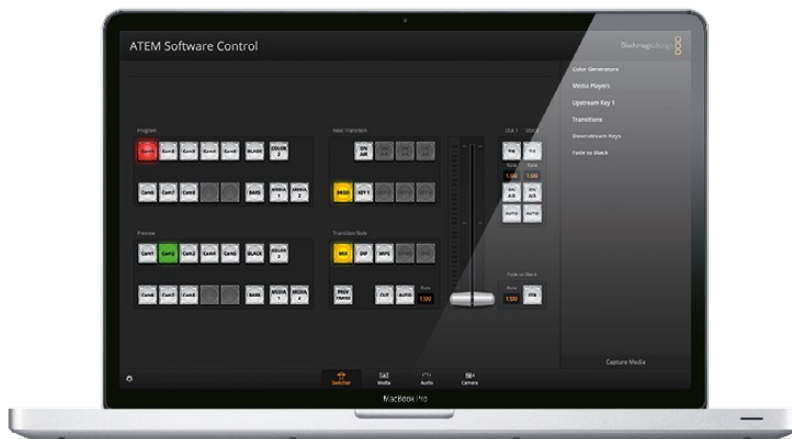 ATEM Software Control
Blackmagicdesign
Color Generators
Media Players
Upstream Key 1
Transitions
Downstream Keys
Fade to Black
Program
Next Transition
DSK 1 DSK 2
Cam1 Cam2 Cam3 Cam4 Cam5 BLACK COLOR 2
ON AIR
TIE TIE
Rate Rate
1:00 1:00
Cam6 Cam7 Cam8 BARS MEDIA 1 MEDIA 2
BKGD KEY 1
ON AIR ON AIR
AUTO AUTO
Preview
Transition Style
Cam1 Cam2 Cam3 Cam4 Cam5 BLACK COLOR 2
MIX DIP WIPE
Fade to Black
Cam6 Cam7 Cam8 BARS MEDIA 1 MEDIA 2
PREV TRANS CUT AUTO Rate 1:00
Rate 1:00 FTB
Capture Media
Switcher Media Audio Camera
MacBook Pro